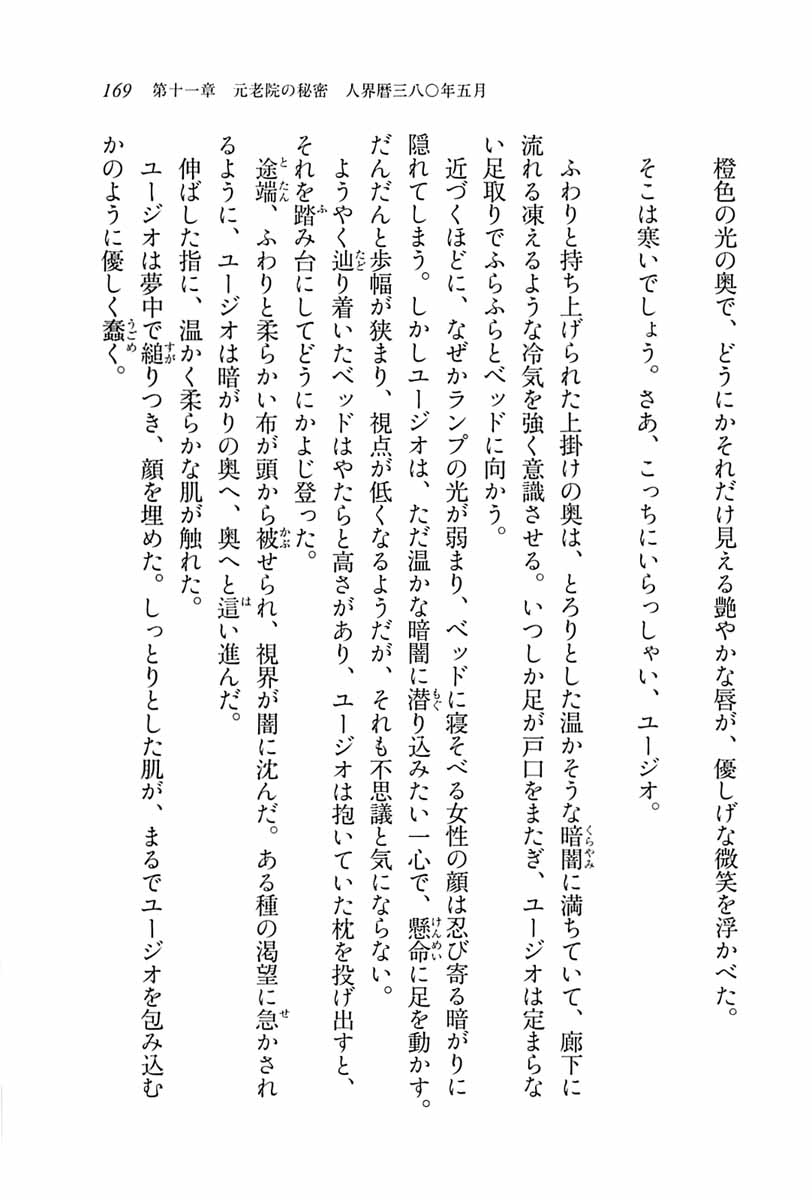 169　第十一章　元老院の秘密　人界暦三八〇年五月
橙色の光の奥で、どうにかそれだけ見える艶やかな唇が、優しげな微笑を浮かべた。
そこは寒いでしょう。さあ、こっちにいらっしゃい、ユージオ。
ふわりと持ち上げられた上掛けの奥は、とろりとした温かそうな暗闇に満ちていて、廊下に
流れる凍えるような冷気を強く意識させる。いつしか足が戸口をまたぎ、ユージオは定まらな
い足取りでふらふらとベッドに向かう。
近づくほどに、なぜかランプの光が弱まり、ベッドに寝そべる女性の顔は忍び寄る暗がりに
隠れてしまう。しかしユージオは、ただ温かな暗闇に潜り込みたい一心で、懸命に足を動かす。
だんだんと歩幅が狭まり、視点が低くなるようだが、それも不思議と気にならない。
ようやく辿り着いたベッドはやたらと高さがあり、ユージオは抱いていた枕を投げ出すと、
それを踏み台にしてどうにかよじ登った。
途端、ふわりと柔らかい布が頭から被せられ、視界が闇に沈んだ。ある種の渇望に急かされ
るように、ユージオは暗がりの奥へ、奥へと這い進んだ。
伸ばした指に、温かく柔らかな肌が触れた。
ユージオは夢中で縋りつき、顔を埋めた。しっとりとした肌が、まるでユージオを包み込む
かのように優しく蠢く。